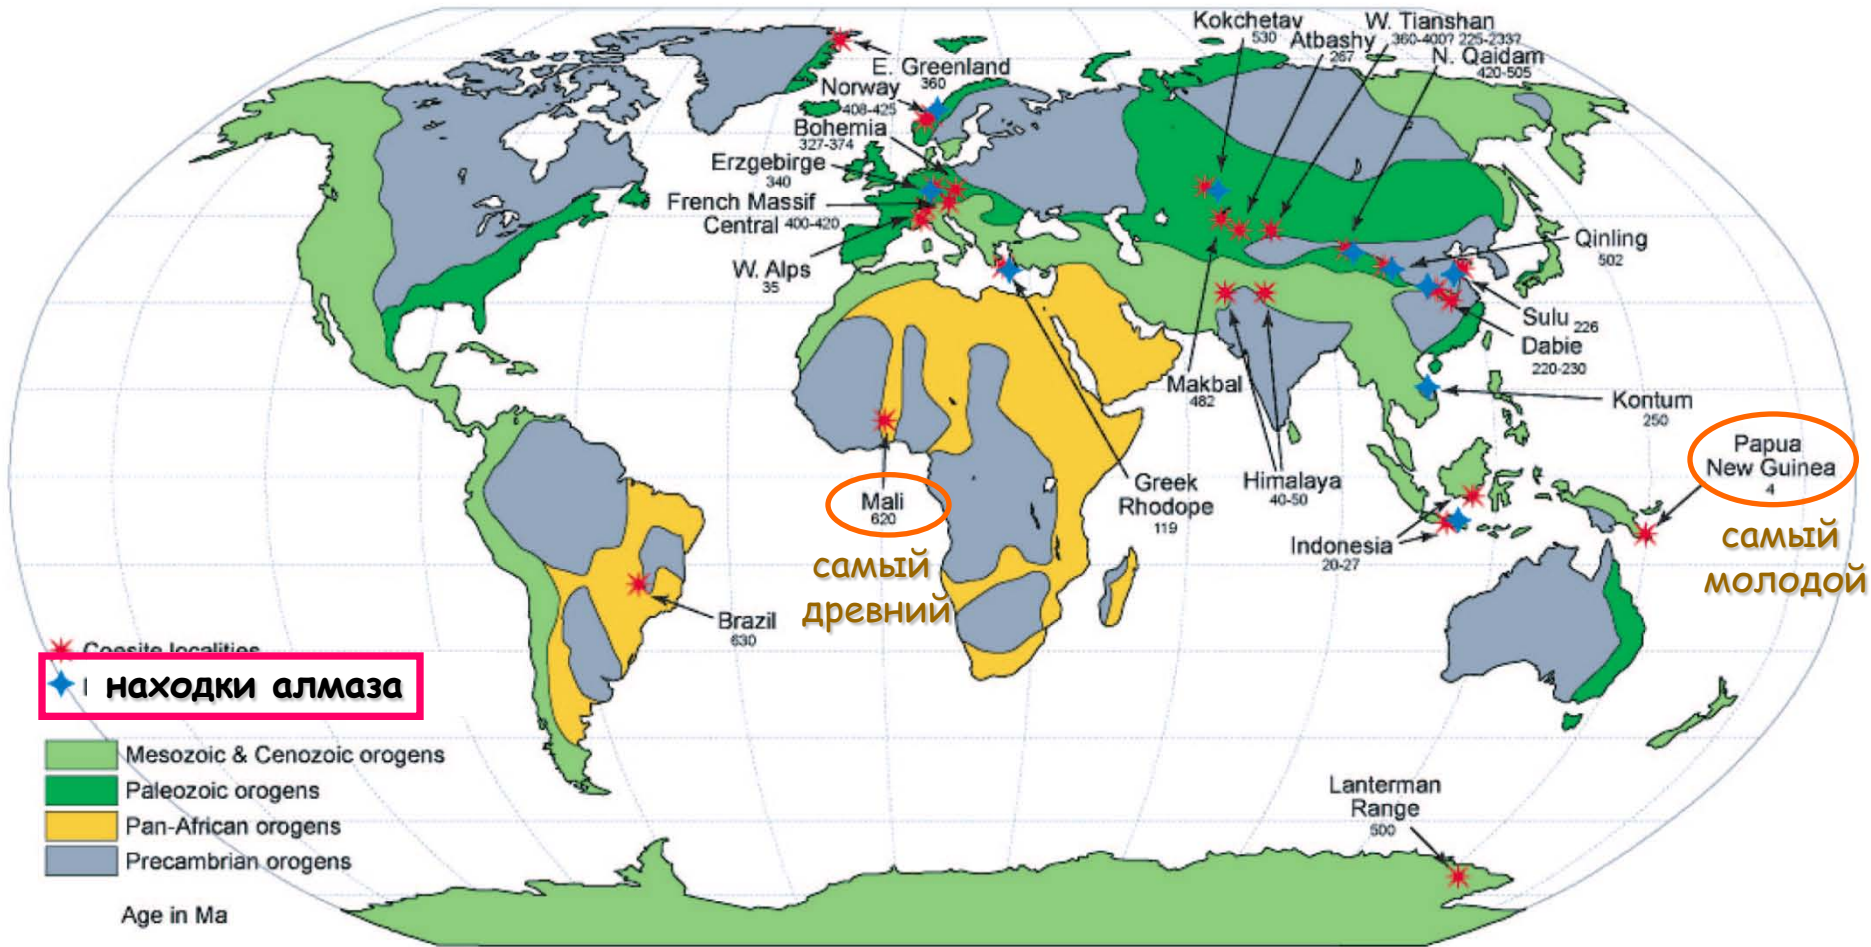 Kokchetav
530
W. Tianshan
360-400? 225-233?
Atbashy
267
N. Qaidam
420-505
E. Greenland
360
Norway
408-425
Bohemia
327-374
Erzgebirge
340
French Massif
Central 400-420
W. Alps
35
Qinling
502
Sulu 226
Dabie
220-230
Makbal
482
Kontum
250
Papua
New Guinea
4
самый
молодой
Mali
620
самый
древний
Greek
Rhodope
119
Himalaya
40-50
Indonesia
20-27
Brazil
630
Coesite localities
находки алмаза
Mesozoic & Cenozoic orogens
Paleozoic orogens
Pan-African orogens
Precambrian orogens
Age in Ma
Lanterman
Range
500